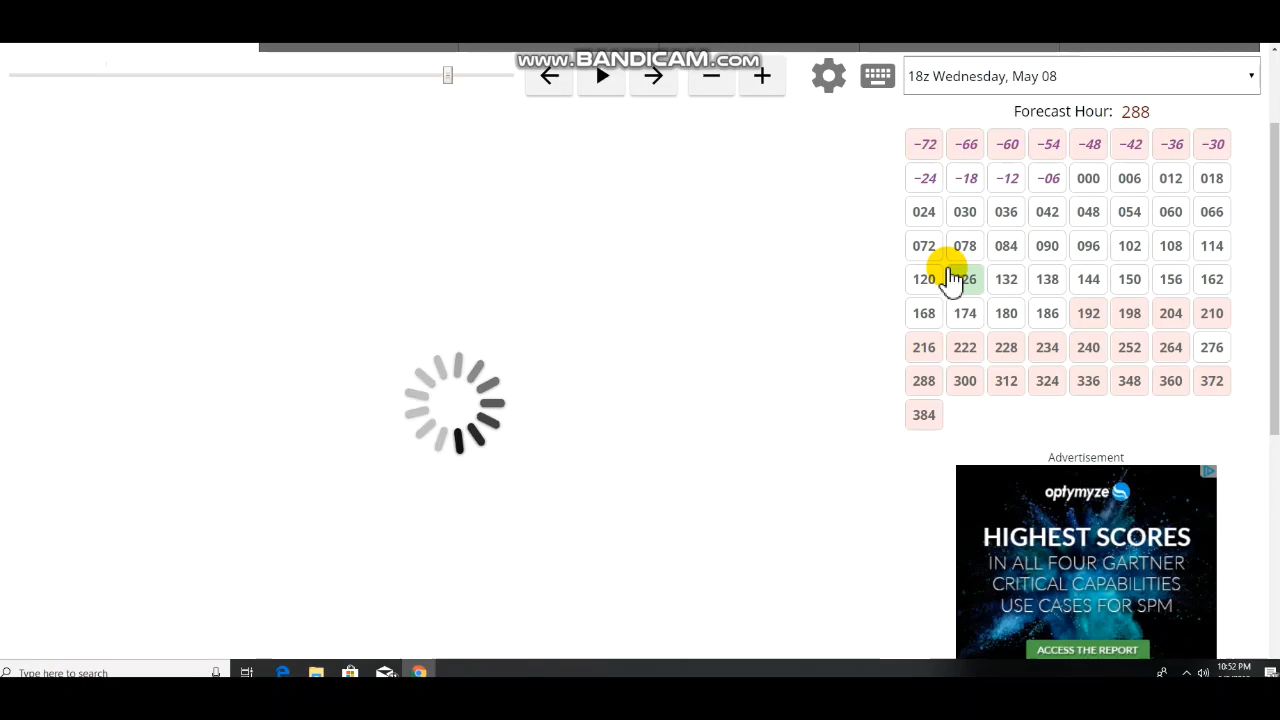 www.BANDICAM.com
18z Wednesday, May 08
Forecast Hour: 288
-72 -66 -60 -54 -48 -42 -36 -30
-24 -18 -12 -06 000 006 012 018
024 030 036 042 048 054 060 066
072 078 084 090 096 102 108 114
120 26 132 138 144 150 156 162
168 174 180 186 192 198 204 210
216 222 228 234 240 252 264 276
288 300 312 324 336 348 360 372
384
Advertisement
optymyze
HIGHEST SCORES
IN ALL FOUR GARTNER
CRITICAL CAPABILITIES
USE CASES FOR SPM
ACCESS THE REPORT
Type here to search
10:52 PM